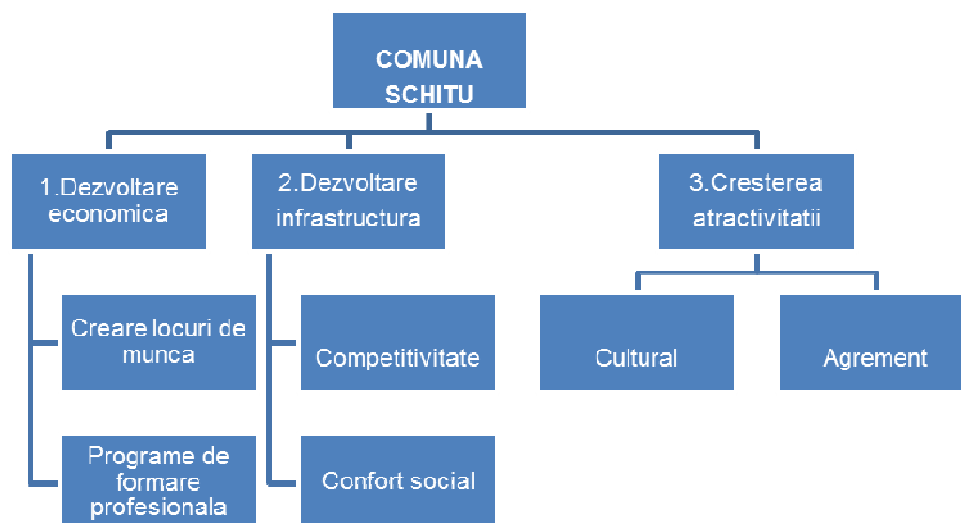 COMUNA
SCHITU
1.Dezvoltare
economica
2.Dezvoltare
infrastructura
3.Cresterea
atractivitatii
Creare locuri de
munca
Competitivitate
Cultural
Agrement
Programe de
formare
profesionala
Confort social